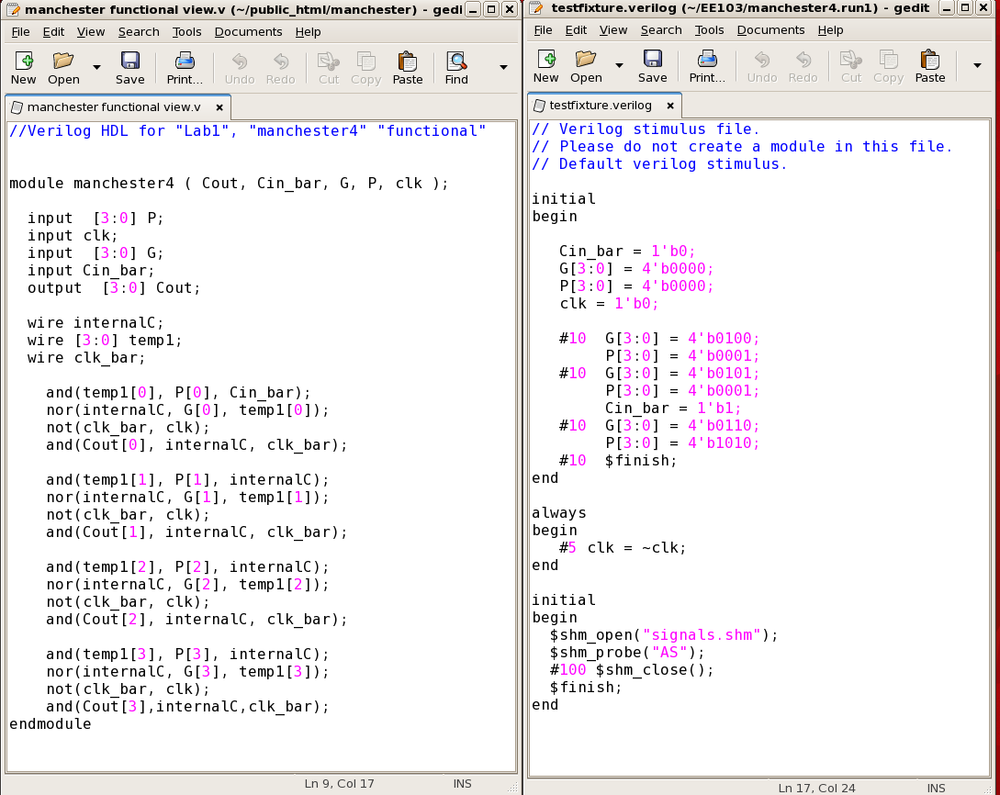 manchester functional view.v (~/public_html/manchester) - gedi
File Edit View Search Tools Documents Help
New Open Save Print... Undo Redo Cut Copy Paste Find
manchester functional view.v
//Verilog HDL for "Lab1", "manchester4" "functional"
module manchester4 ( Cout, Cin_bar, G, P, clk );
input [3:0] P;
input clk;
input [3:0] G;
input Cin_bar;
output [3:0] Cout;
wire internalC;
wire [3:0] temp1;
wire clk_bar;
and(temp1[0], P[0], Cin_bar);
nor(internalC, G[0], temp1[0]);
not(clk_bar, clk);
and(Cout[0], internalC, clk_bar);
and(temp1[1], P[1], internalC);
nor(internalC, G[1], temp1[1]);
not(clk_bar, clk);
and(Cout[1], internalC, clk_bar);
and(temp1[2], P[2], internalC);
nor(internalC, G[2], temp1[2]);
not(clk_bar, clk);
and(Cout[2], internalC, clk_bar);
and(temp1[3], P[3], internalC);
nor(internalC, G[3], temp1[3]);
not(clk_bar, clk);
and(Cout[3],internalC,clk_bar);
endmodule
Ln 9, Col 17 INS
testfixture.verilog (~/EE103/manchester4.run1) - gedit
File Edit View Search Tools Documents Help
New Open Save Print... Undo Redo Cut Copy Paste
testfixture.verilog
// Verilog stimulus file.
// Please do not create a module in this file.
// Default verilog stimulus.
initial
begin
Cin_bar = 1'b0;
G[3:0] = 4'b0000;
P[3:0] = 4'b0000;
clk = 1'b0;
#10 G[3:0] = 4'b0100;
P[3:0] = 4'b0001;
#10 G[3:0] = 4'b0101;
P[3:0] = 4'b0001;
Cin_bar = 1'b1;
#10 G[3:0] = 4'b0110;
P[3:0] = 4'b1010;
#10 $finish;
end
always
begin
#5 clk = ~clk;
end
initial
begin
$shm_open("signals.shm");
$shm_probe("AS");
#100 $shm_close();
$finish;
end
Ln 17, Col 24 INS